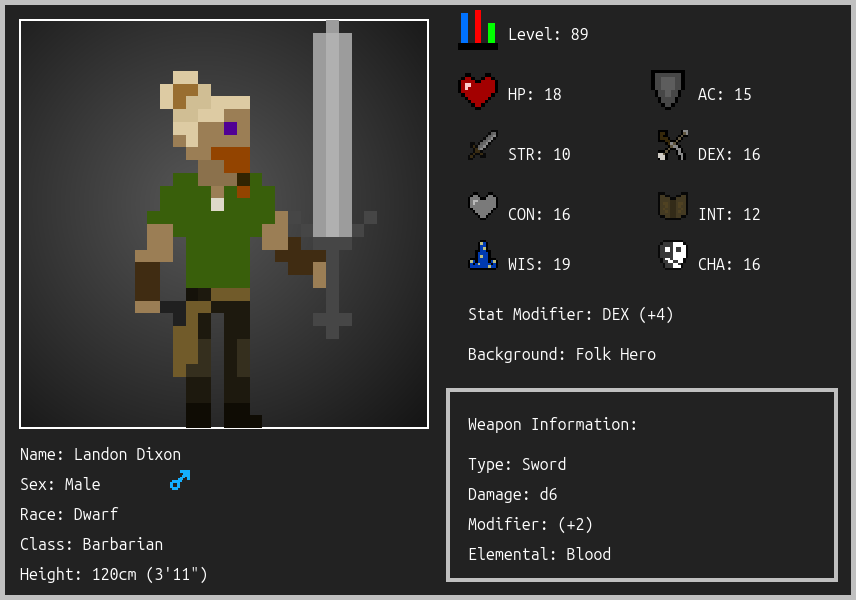 Level: 89
HP: 18
AC: 15
STR: 10
DEX: 16
CON: 16
INT: 12
WIS: 19
CHA: 16
Stat Modifier: DEX (+4)
Background: Folk Hero
Weapon Information:
Type: Sword
Damage: d6
Modifier: (+2)
Elemental: Blood
Name: Landon Dixon
Sex: Male
Race: Dwarf
Class: Barbarian
Height: 120cm (3'11")